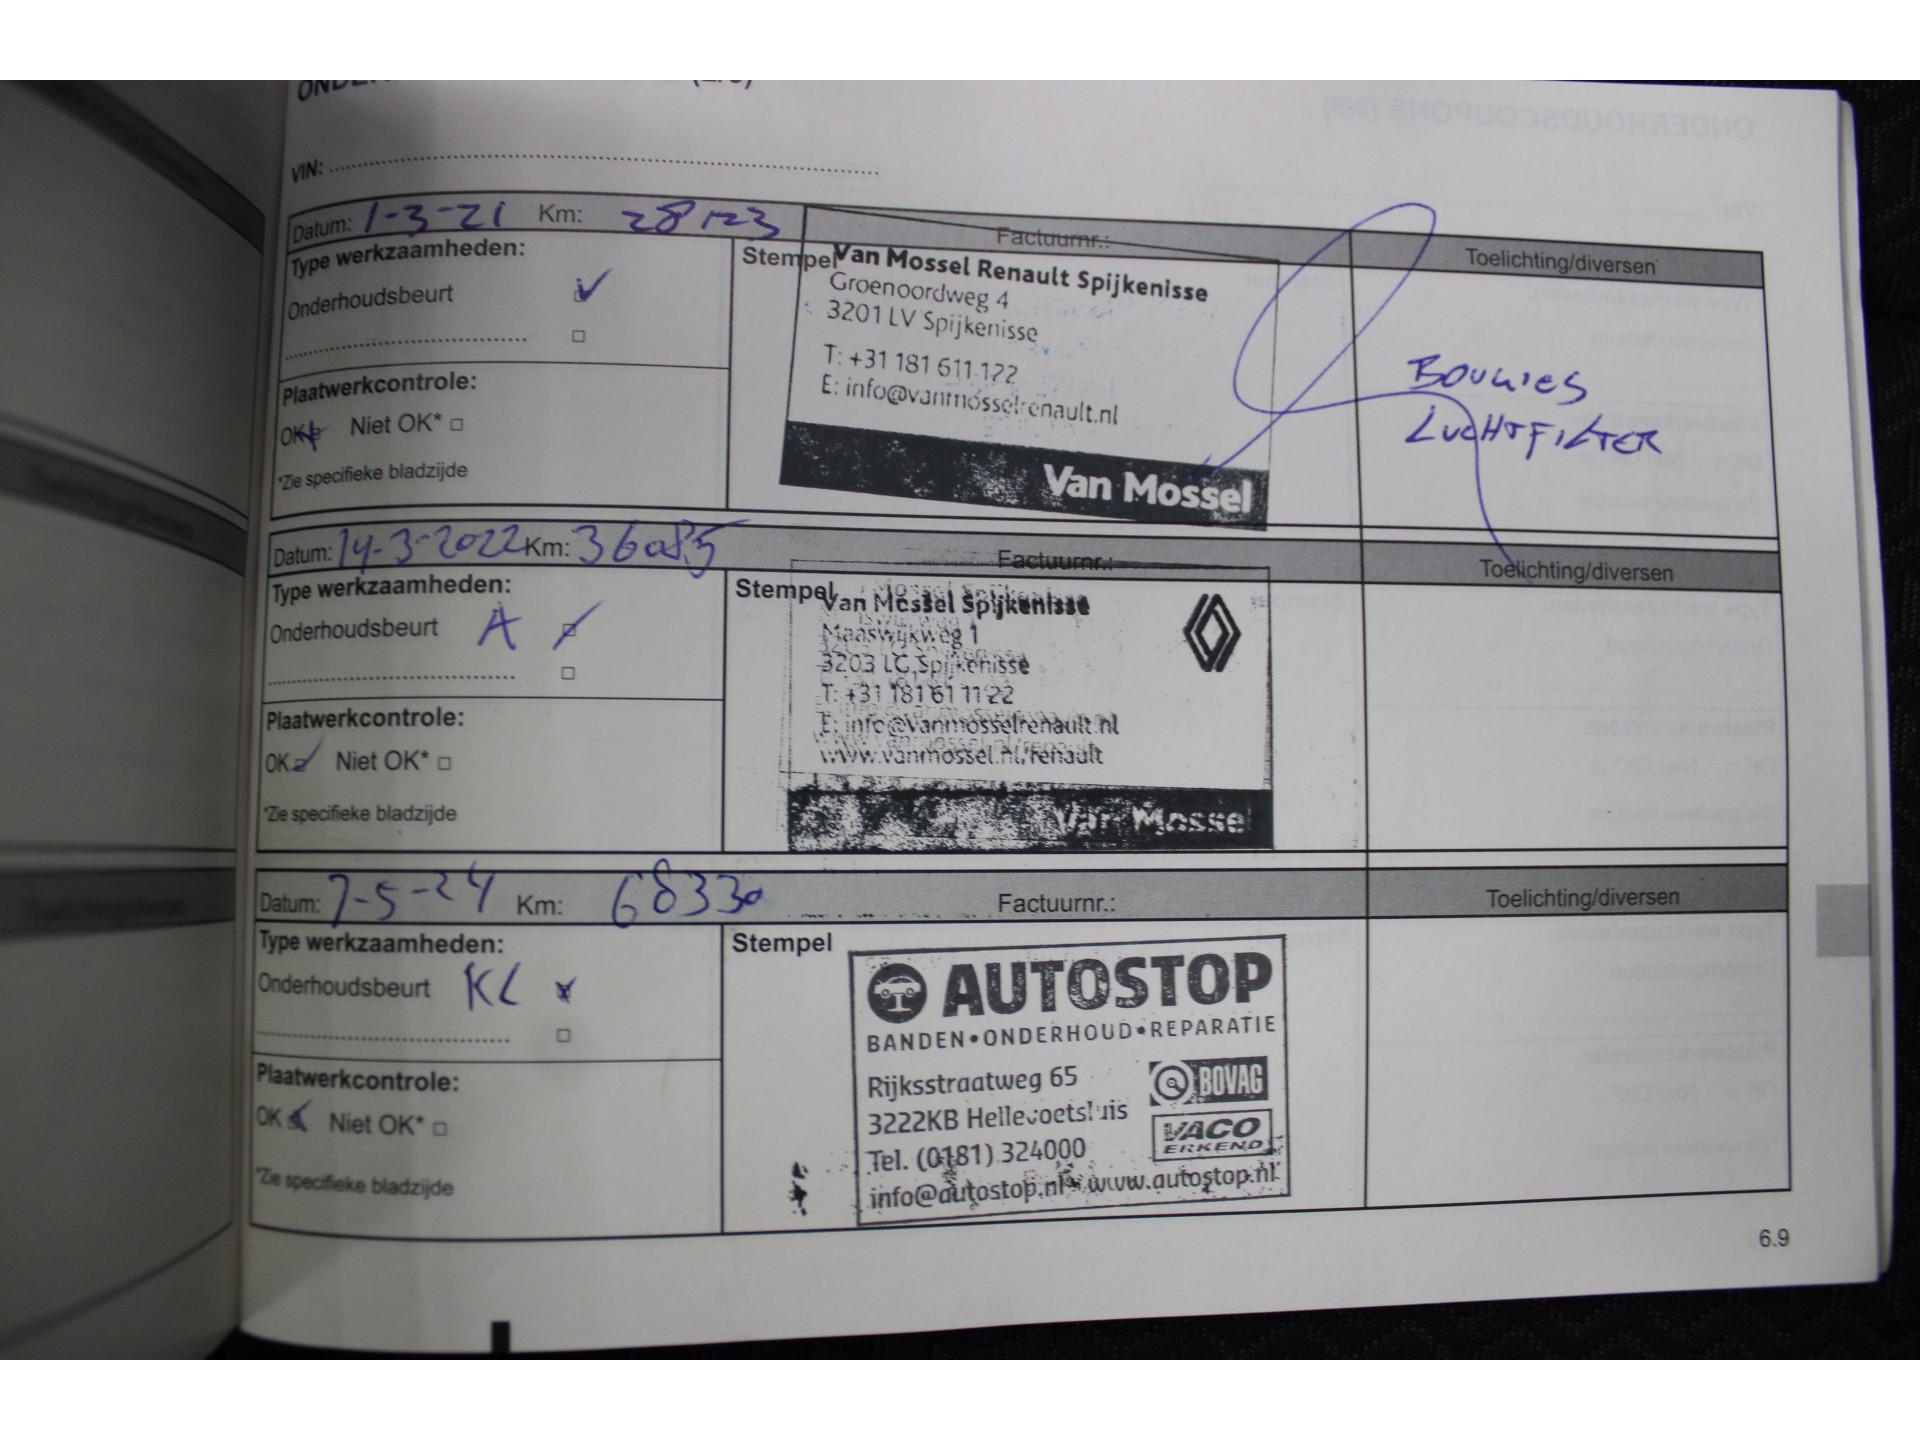 VIN:
Datum: 1-3-21 Km: 28123 Factuurnr.: Toelichting/diversen
Type werkzaamheden:
Onderhoudsbeurt
Plaatwerkcontrole:
OK Niet OK*
*Zie specifieke bladzijde
Stempel
Van Mossel Renault Spijkenisse
Groenoordweg 4
3201 LV Spijkenisse
T: +31 181 611 122
E: info@vanmosselrenault.nl
Van Mossel
BOUGIES
LUCHTFILTER
Datum: 14-3-2022 Km: 36085 Factuurnr.: Toelichting/diversen
Type werkzaamheden:
Onderhoudsbeurt A
Plaatwerkcontrole:
OK Niet OK*
*Zie specifieke bladzijde
Stempel
Van Mossel Spijkenisse
Maaswijkweg 1
3203 LC Spijkenisse
T: +31 181 61 11 22
E: info@vanmosselrenault.nl
www.vanmossel.nl/renault
Van Mossel
Datum: 7-5-24 Km: 68330 Factuurnr.: Toelichting/diversen
Type werkzaamheden:
Onderhoudsbeurt KL
Plaatwerkcontrole:
OK Niet OK*
*Zie specifieke bladzijde
Stempel
AUTOSTOP
BANDEN•ONDERHOUD•REPARATIE
Rijksstraatweg 65
3222KB Hellevoetsluis
Tel. (0181) 324000
info@autostop.nl • www.autostop.nl
BOVAG
VACO
ERKEND
6.9